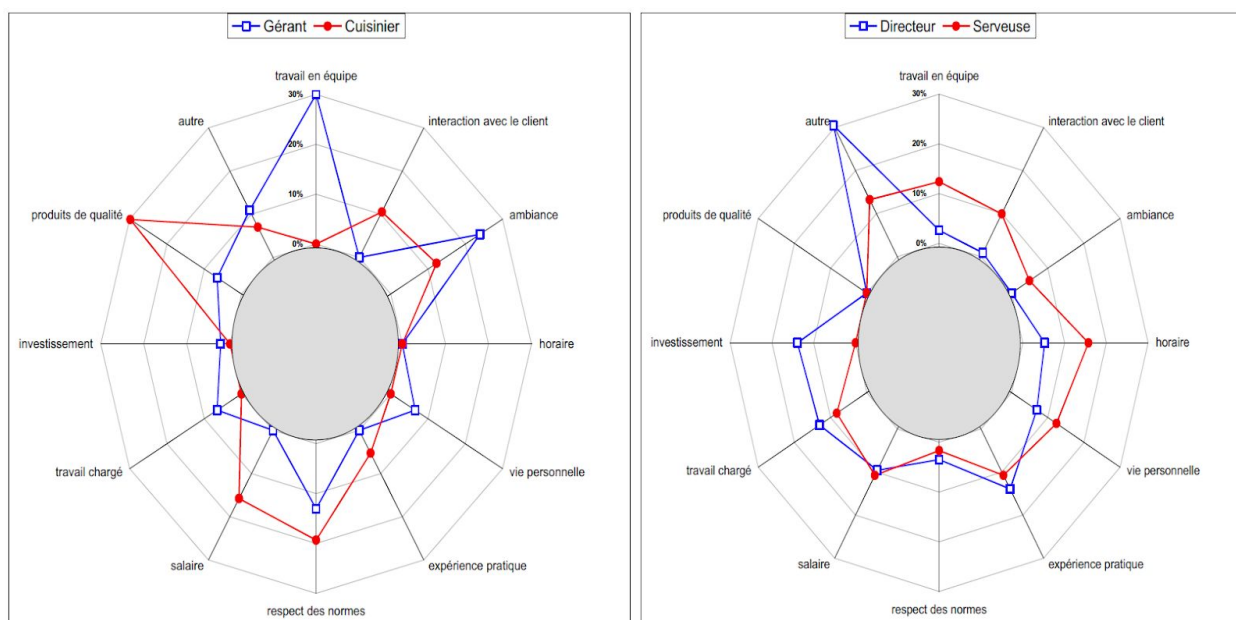 Gérant Cuisinier
travail en équipe
30%
interaction avec le client
autre
20%
produits de qualité
ambiance
10%
0%
investissement
horaire
travail chargé
vie personnelle
salaire
expérience pratique
respect des normes
Directeur Serveuse
travail en équipe
30%
interaction avec le client
autre
20%
produits de qualité
ambiance
10%
0%
investissement
horaire
travail chargé
vie personnelle
salaire
expérience pratique
respect des normes